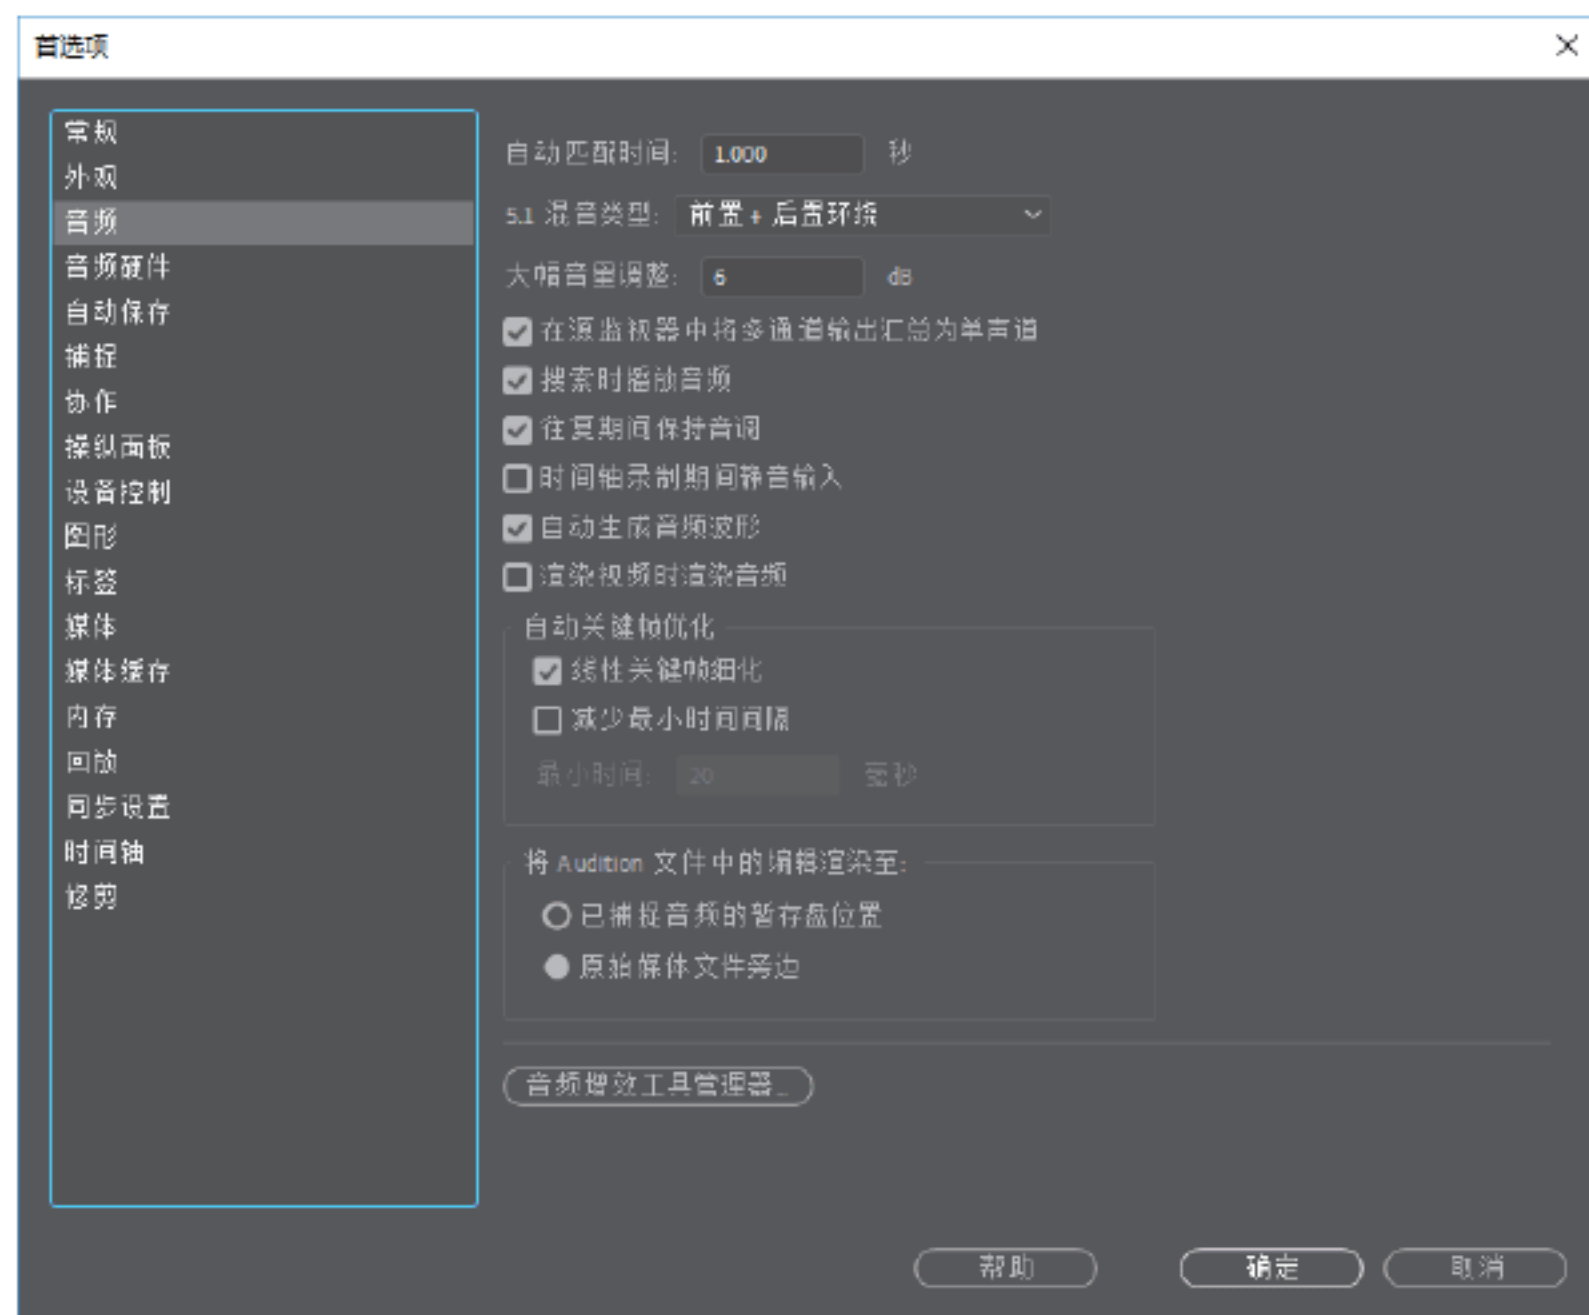 首选项
常规
外观
音频
音频硬件
自动保存
捕捉
协作
操纵面板
设备控制
图形
标签
媒体
媒体缓存
内存
回放
同步设置
时间轴
修剪
自动匹配时间: 1.000 秒
5.1 混音类型: 前置 + 后置环绕
大幅音量调整: 6 dB
在源监视器中将多通道输出汇总为单声道
搜索时播放音频
往复期间保持音调
时间轴录制期间静音输入
自动生成音频波形
渲染视频时渲染音频
自动关键帧优化
线性关键帧细化
减少最小时间间隔
最小时间: 20 毫秒
将 Audition 文件中的编辑渲染至:
已捕捉音频的暂存盘位置
原始媒体文件旁边
音频增效工具管理器...
帮助 确定 取消